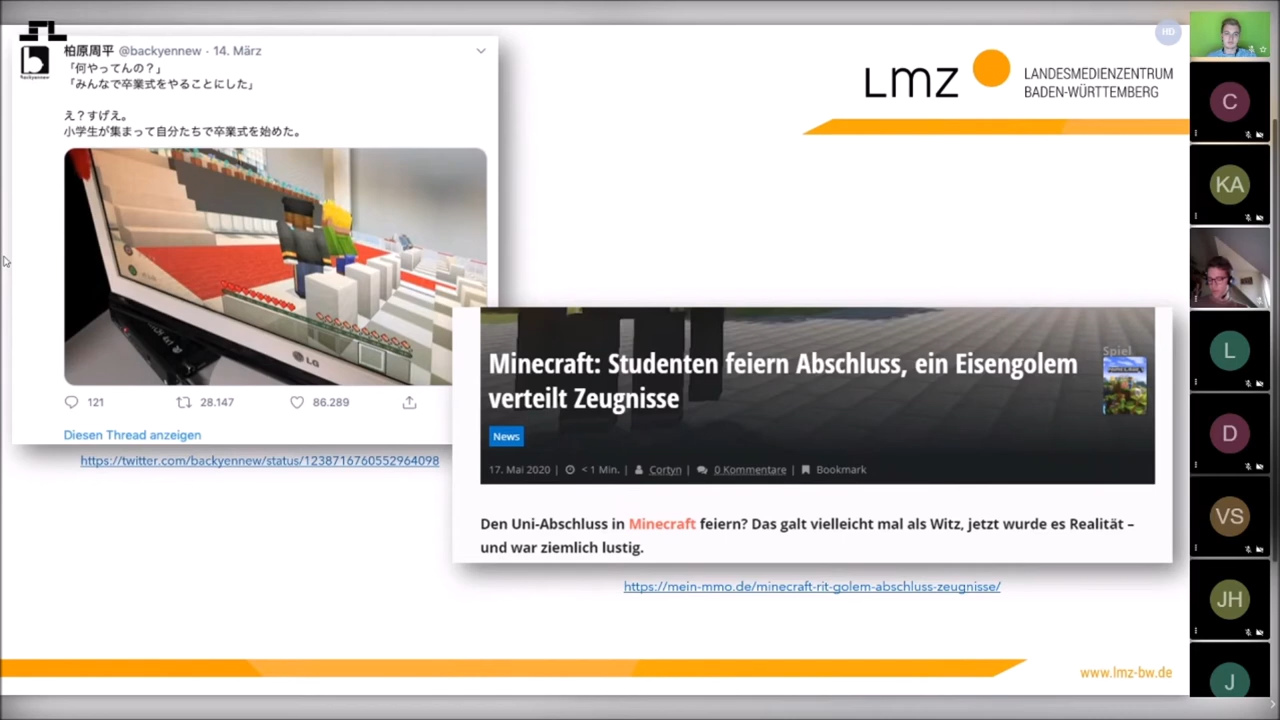 柏原周平 @backyennew · 14. März
「何やってんの？」
「みんなで卒業式をやることにした」
え？すげえ。
小学生が集まって自分たちで卒業式を始めた。
LG
121 28.147 86.289
Diesen Thread anzeigen
https://twitter.com/backyennew/status/1238716760552964098
HD
LMZ
LANDESMEDIENZENTRUM
BADEN-WÜRTTEMBERG
Minecraft: Studenten feiern Abschluss, ein Eisengolem
verteilt Zeugnisse
Spiel
News
17. Mai 2020 | < 1 Min. | Cortyn | 0 Kommentare | Bookmark
Den Uni-Abschluss in Minecraft feiern? Das galt vielleicht mal als Witz, jetzt wurde es Realität –
und war ziemlich lustig.
https://mein-mmo.de/minecraft-rit-golem-abschluss-zeugnisse/
www.lmz-bw.de
C
KA
L
D
VS
JH
J